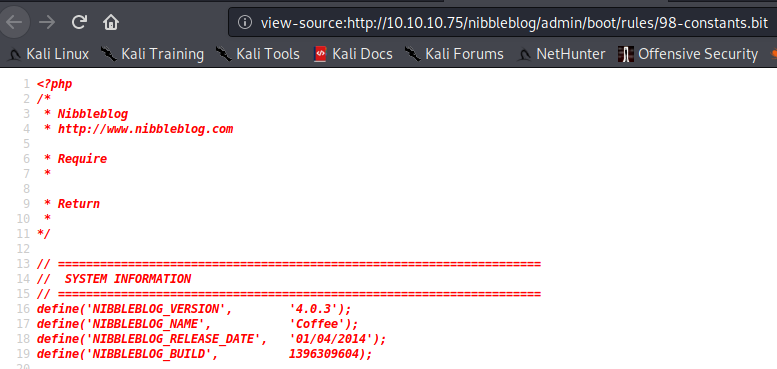 view-source:http://10.10.10.75/nibbleblog/admin/boot/rules/98-constants.bit
Kali Linux Kali Training Kali Tools Kali Docs Kali Forums NetHunter Offensive Security
1 <?php
2 /*
3 * Nibbleblog
4 * http://www.nibbleblog.com
5
6 * Require
7 *
8
9 * Return
10 *
11 */
12
13 // =====================================================================
14 // SYSTEM INFORMATION
15 // =====================================================================
16 define('NIBBLEBLOG_VERSION', '4.0.3');
17 define('NIBBLEBLOG_NAME', 'Coffee');
18 define('NIBBLEBLOG_RELEASE_DATE', '01/04/2014');
19 define('NIBBLEBLOG_BUILD', 1396309604);